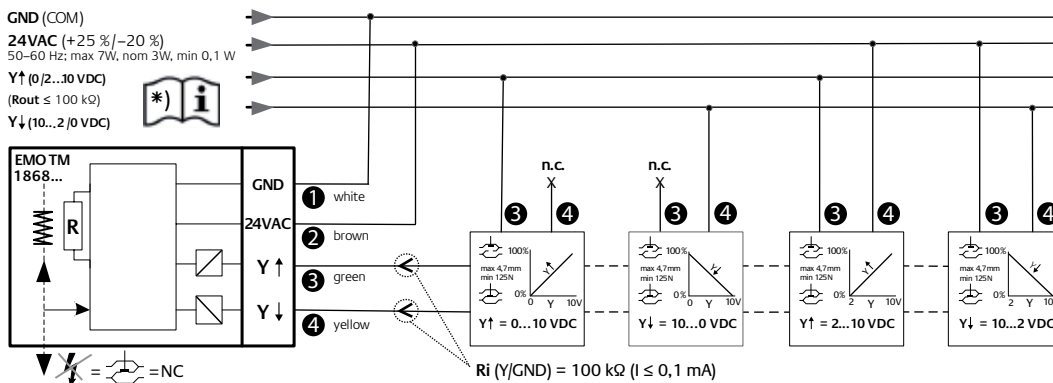 GND (COM)
24VAC (+25 %/–20 %)
50–60 Hz; max 7W, nom 3W, min 0,1 W
Y↑ (0/2...10 VDC)
(Rout ≤ 100 kΩ)
Y↓ (10...2/0 VDC)
*) i
EMO TM
1868...
R
GND
24VAC
Y ↑
Y ↓
1 white
2 brown
3 green
4 yellow
= = NC
n.c.
X
3 4
100%
max 4,7mm
min 125N
0%
Y
0 Y 10V
Y↑ = 0...10 VDC
n.c.
X
3 4
100%
max 4,7mm
min 125N
0%
Y
0 Y 10V
Y↓ = 10...0 VDC
3 4
100%
max 4,7mm
min 125N
0%
Y
2 Y 10V
Y↑ = 2...10 VDC
3 4
100%
max 4,7mm
min 125N
0%
Y
2 Y 10V
Y↓ = 10...2 VDC
Ri (Y/GND) = 100 kΩ (I ≤ 0,1 mA)